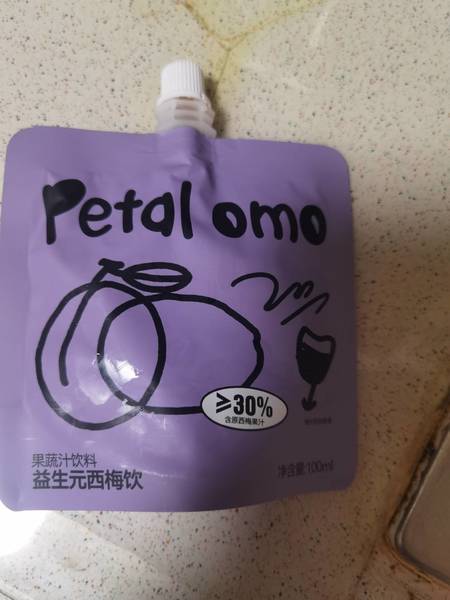 Petal omo
≥30%
含原西梅果汁
果蔬汁饮料
益生元西梅饮
净含量:100ml